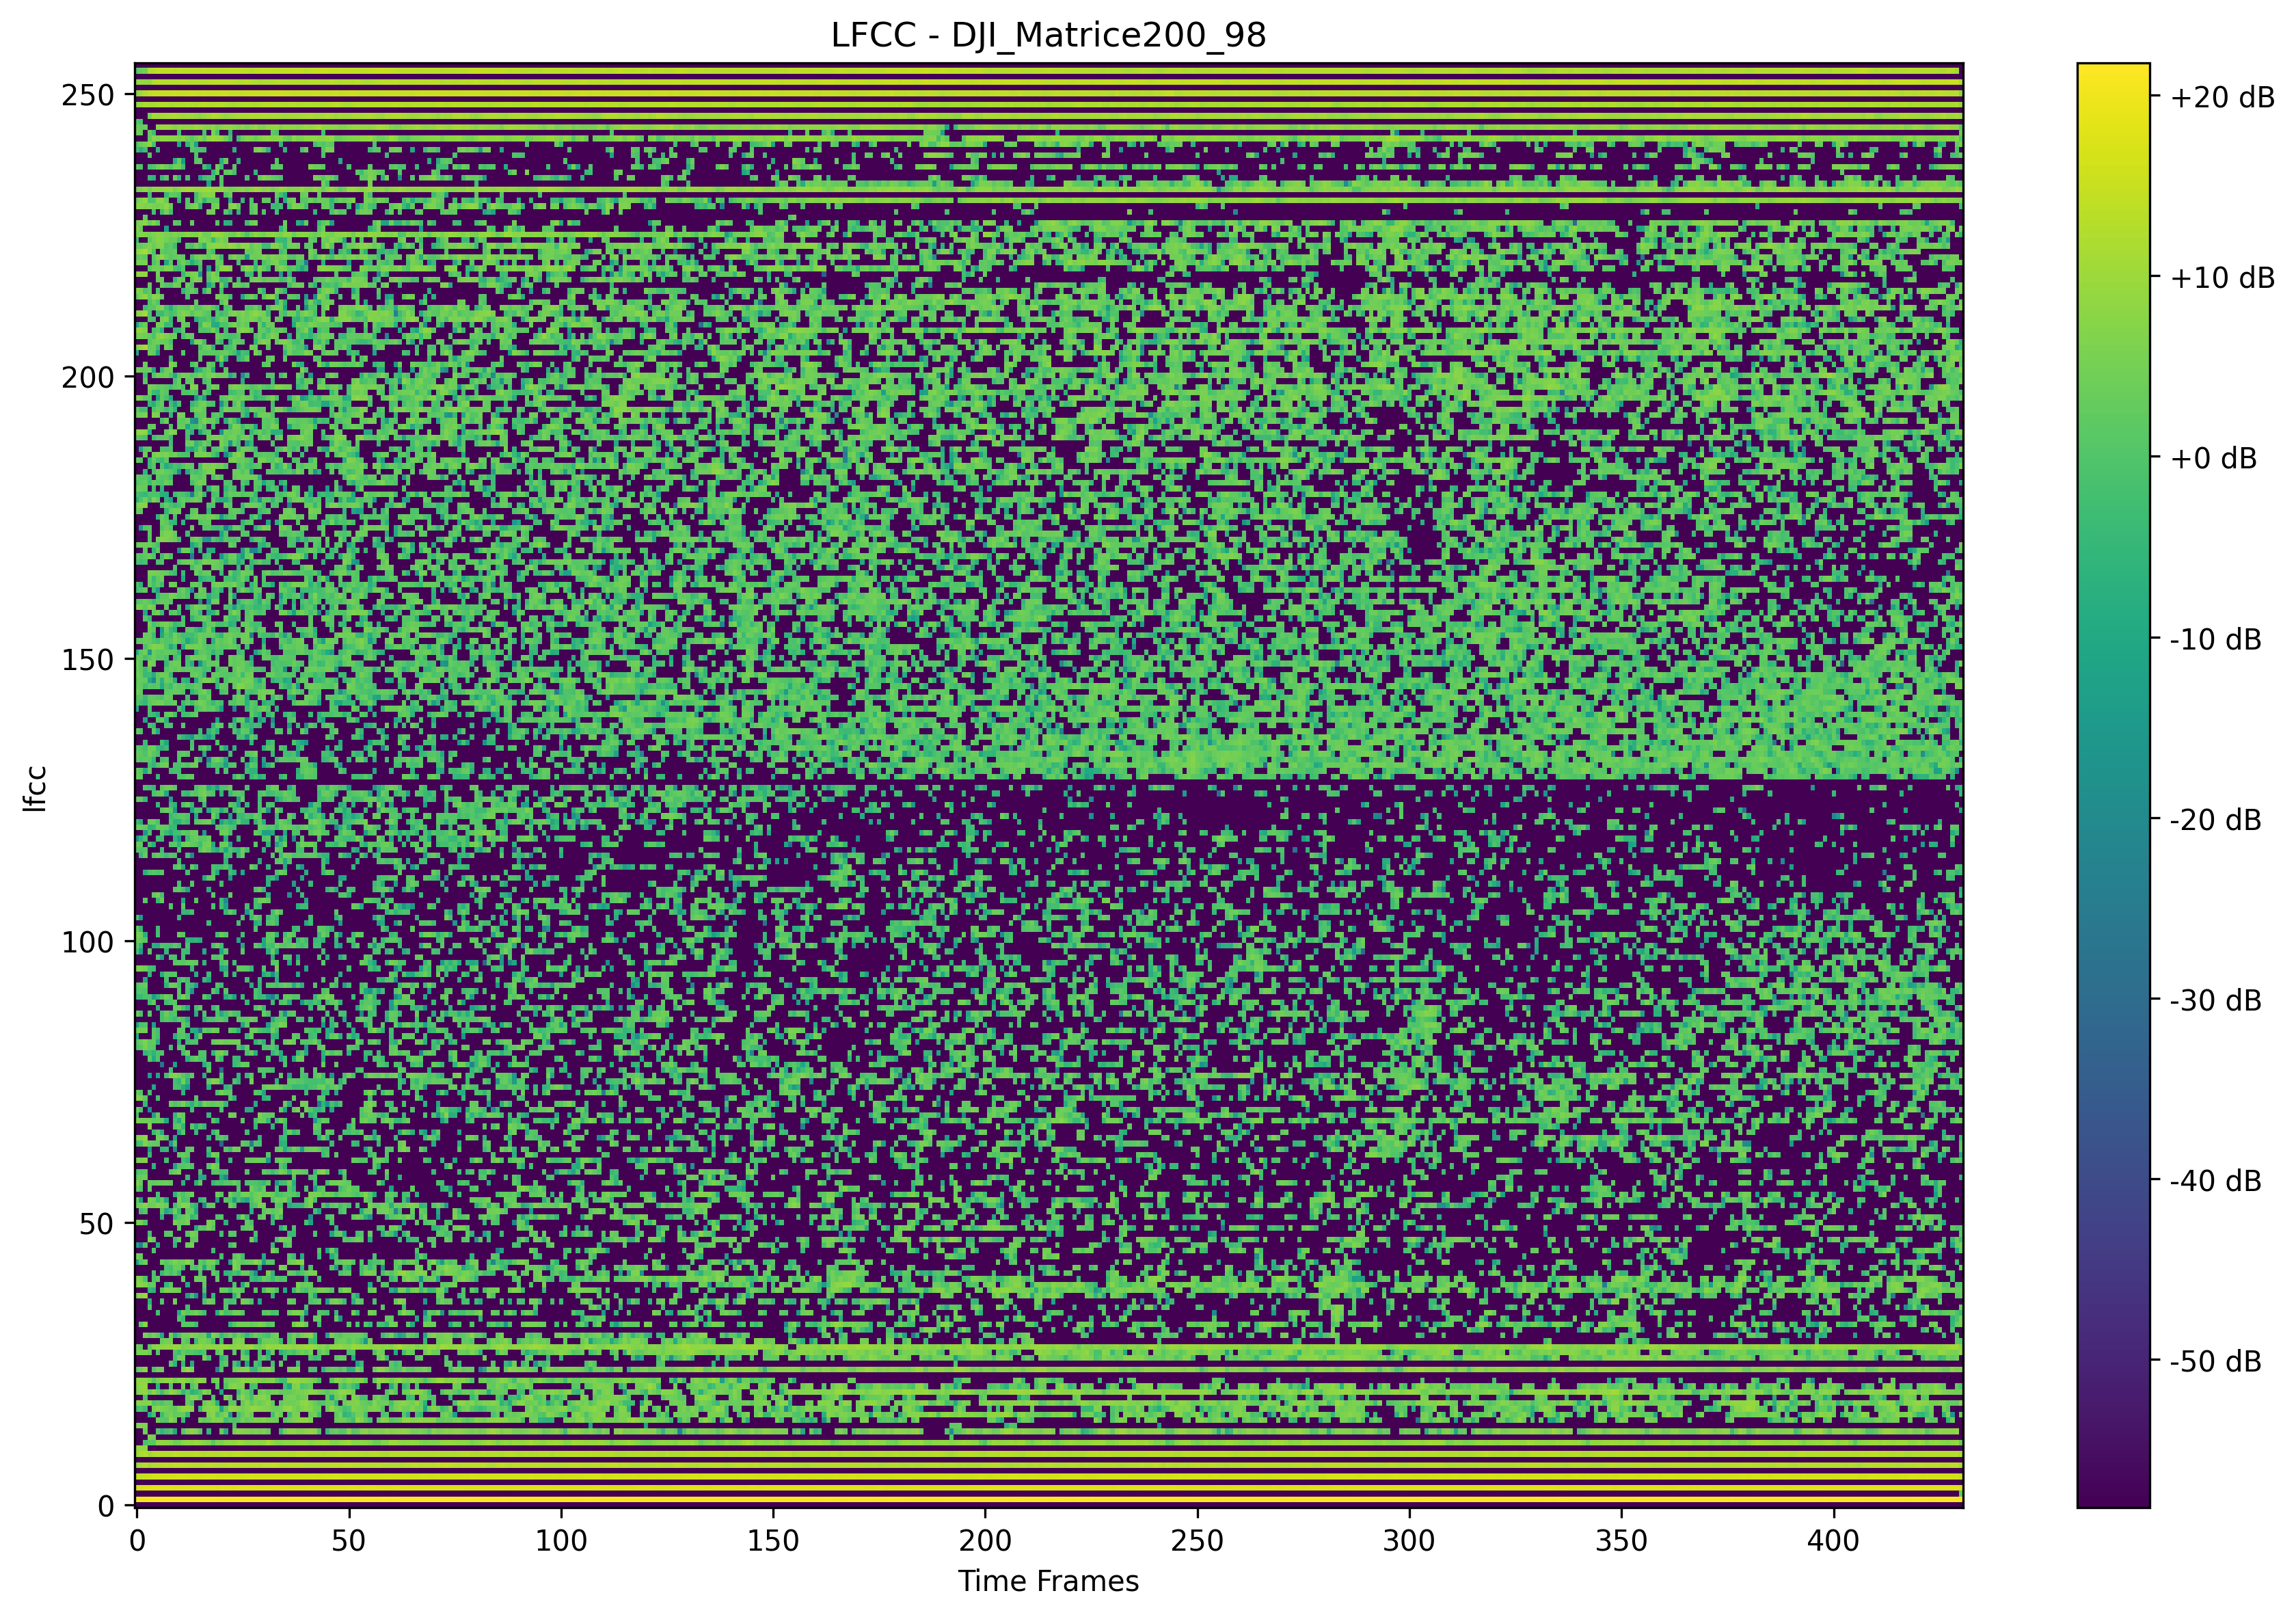 LFCC - DJI_Matrice200_98
250
200
150
100
50
0
lfcc
0 50 100 150 200 250 300 350 400
Time Frames
+20 dB
+10 dB
+0 dB
-10 dB
-20 dB
-30 dB
-40 dB
-50 dB